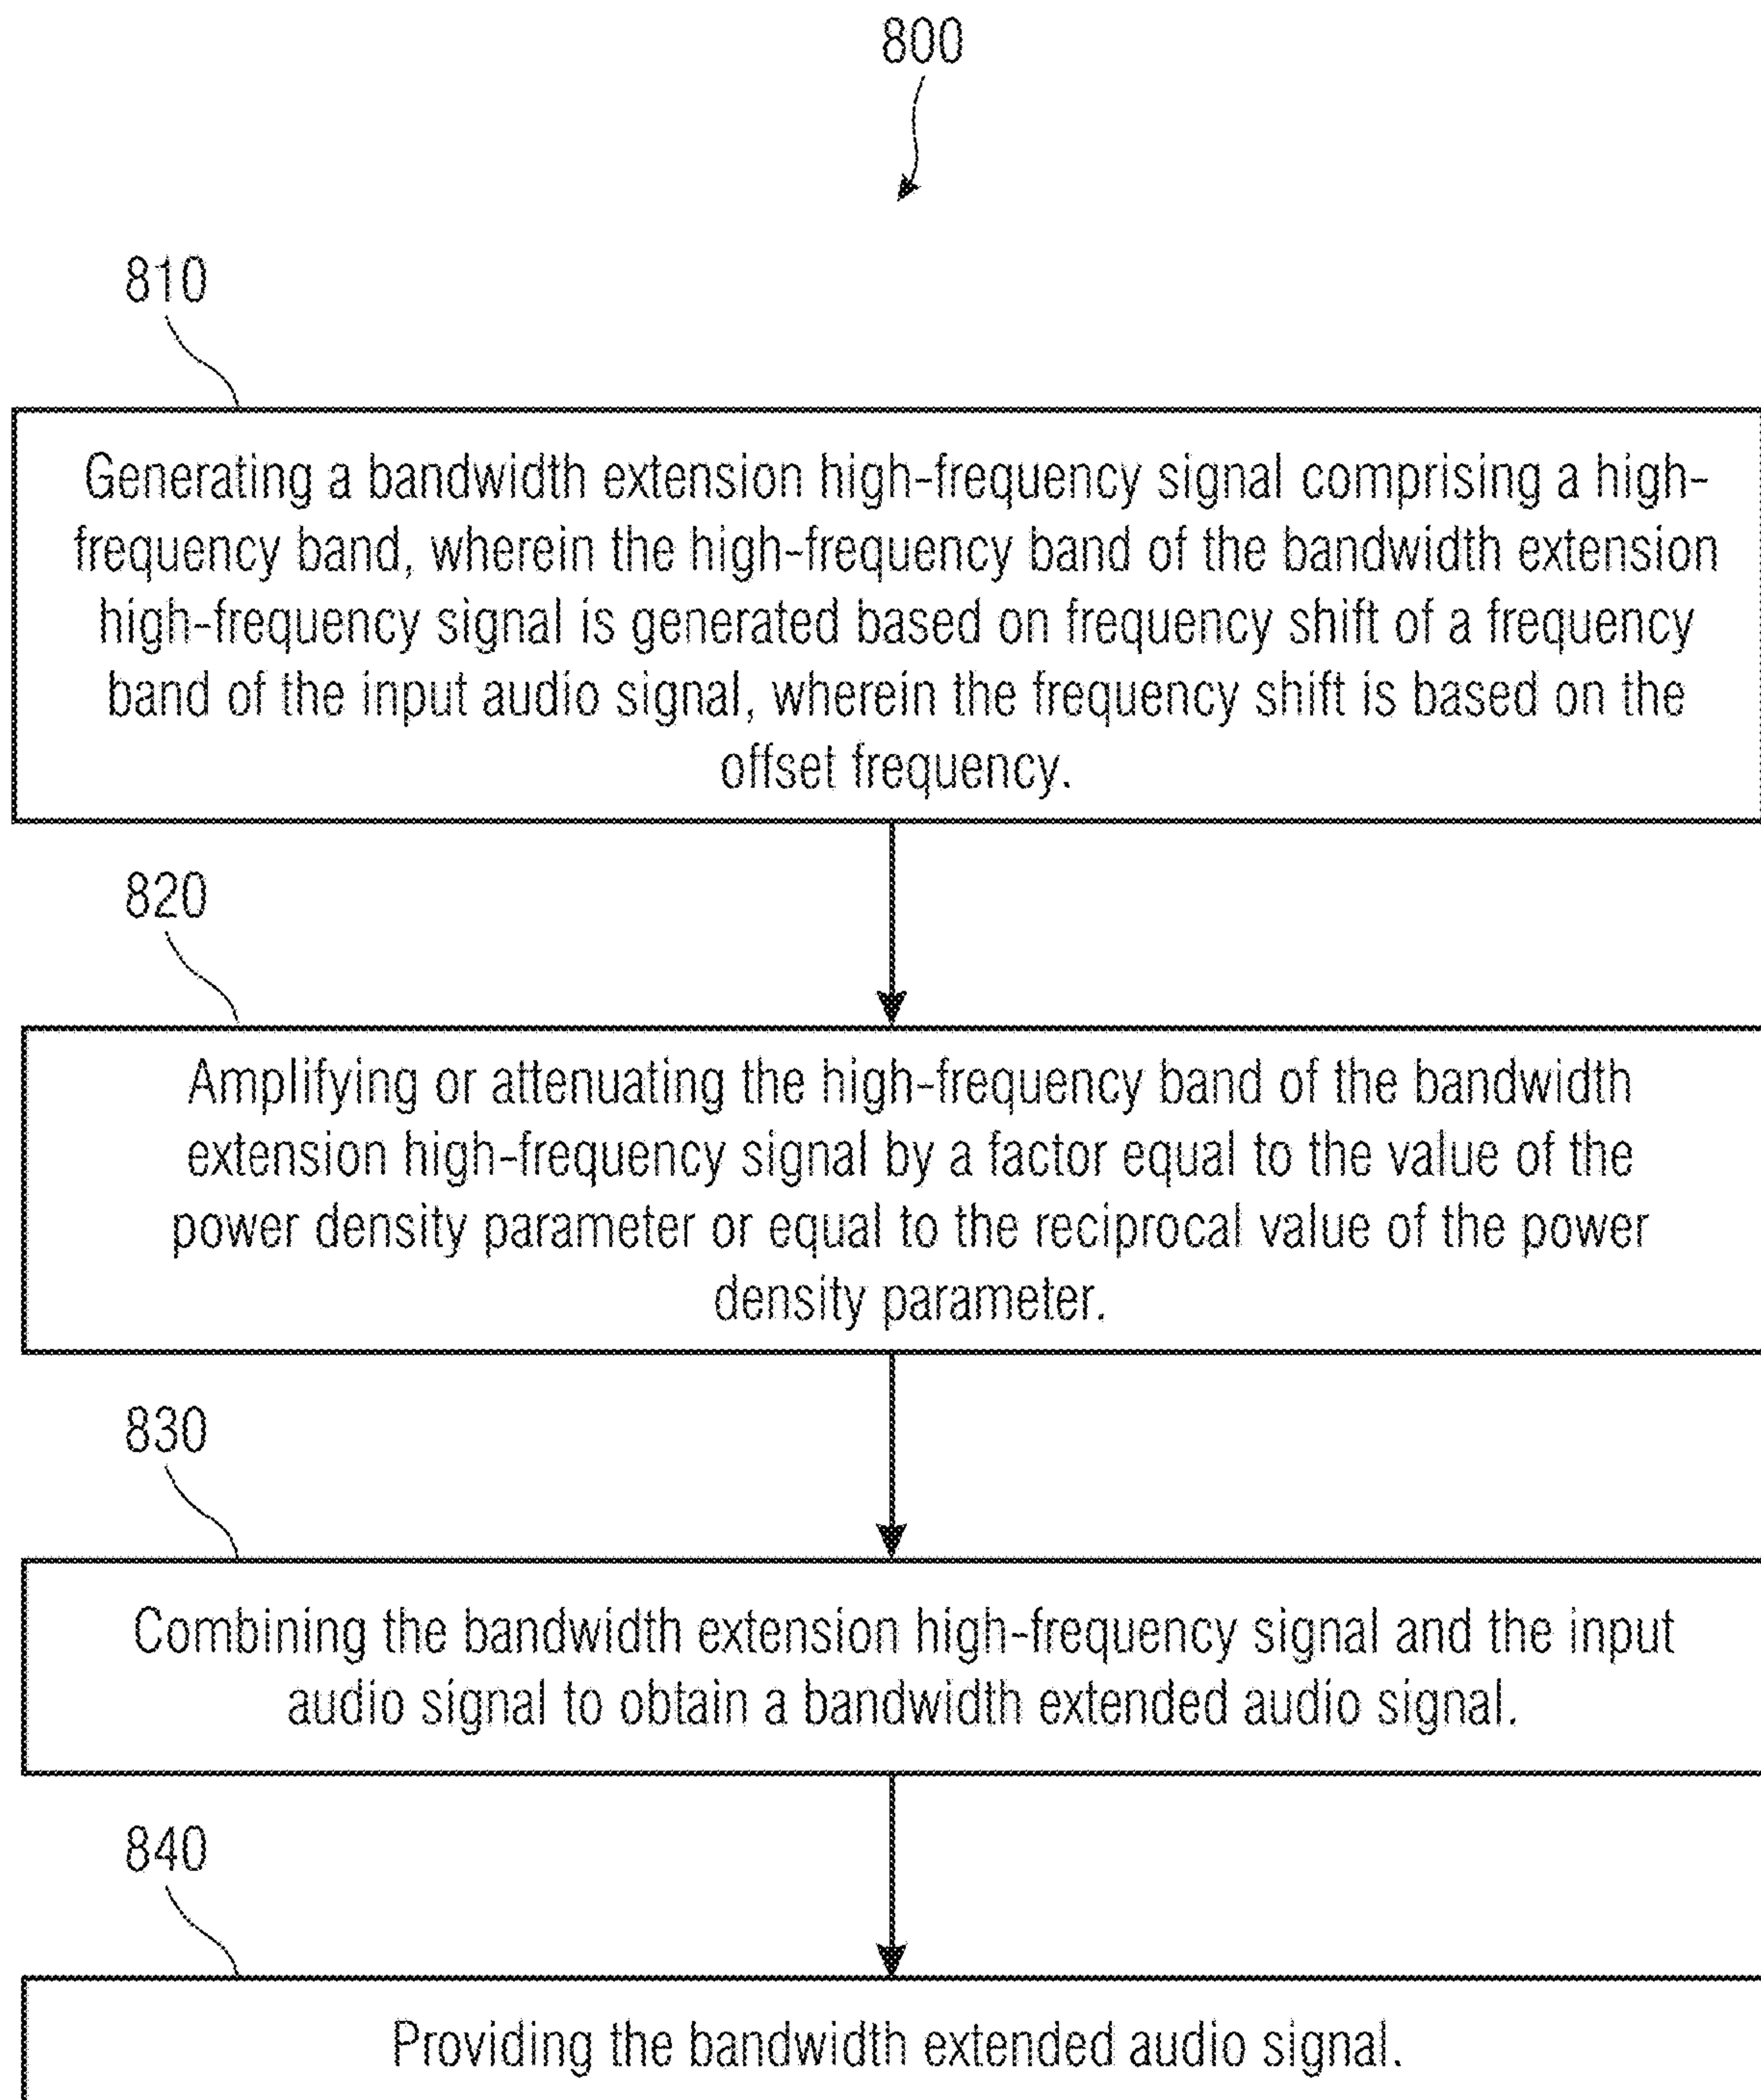 800
810
Generating a bandwidth extension high-frequency signal comprising a high-
frequency band, wherein the high-frequency band of the bandwidth extension
high-frequency signal is generated based on frequency shift of a frequency
band of the input audio signal, wherein the frequency shift is based on the
offset frequency.
820
Amplifying or attenuating the high-frequency band of the bandwidth
extension high-frequency signal by a factor equal to the value of the
power density parameter or equal to the reciprocal value of the power
density parameter.
830
Combining the bandwidth extension high-frequency signal and the input
audio signal to obtain a bandwidth extended audio signal.
840
Providing the bandwidth extended audio signal.